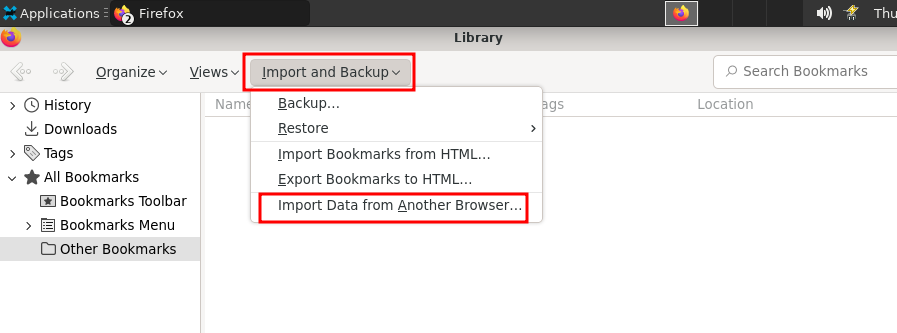 Applications Firefox Thu
2
Library
Organize Views Import and Backup Search Bookmarks
Name ags Location
History
Downloads
Tags
All Bookmarks
Bookmarks Toolbar
Bookmarks Menu
Other Bookmarks
Backup…
Restore
Import Bookmarks from HTML…
Export Bookmarks to HTML…
Import Data from Another Browser…